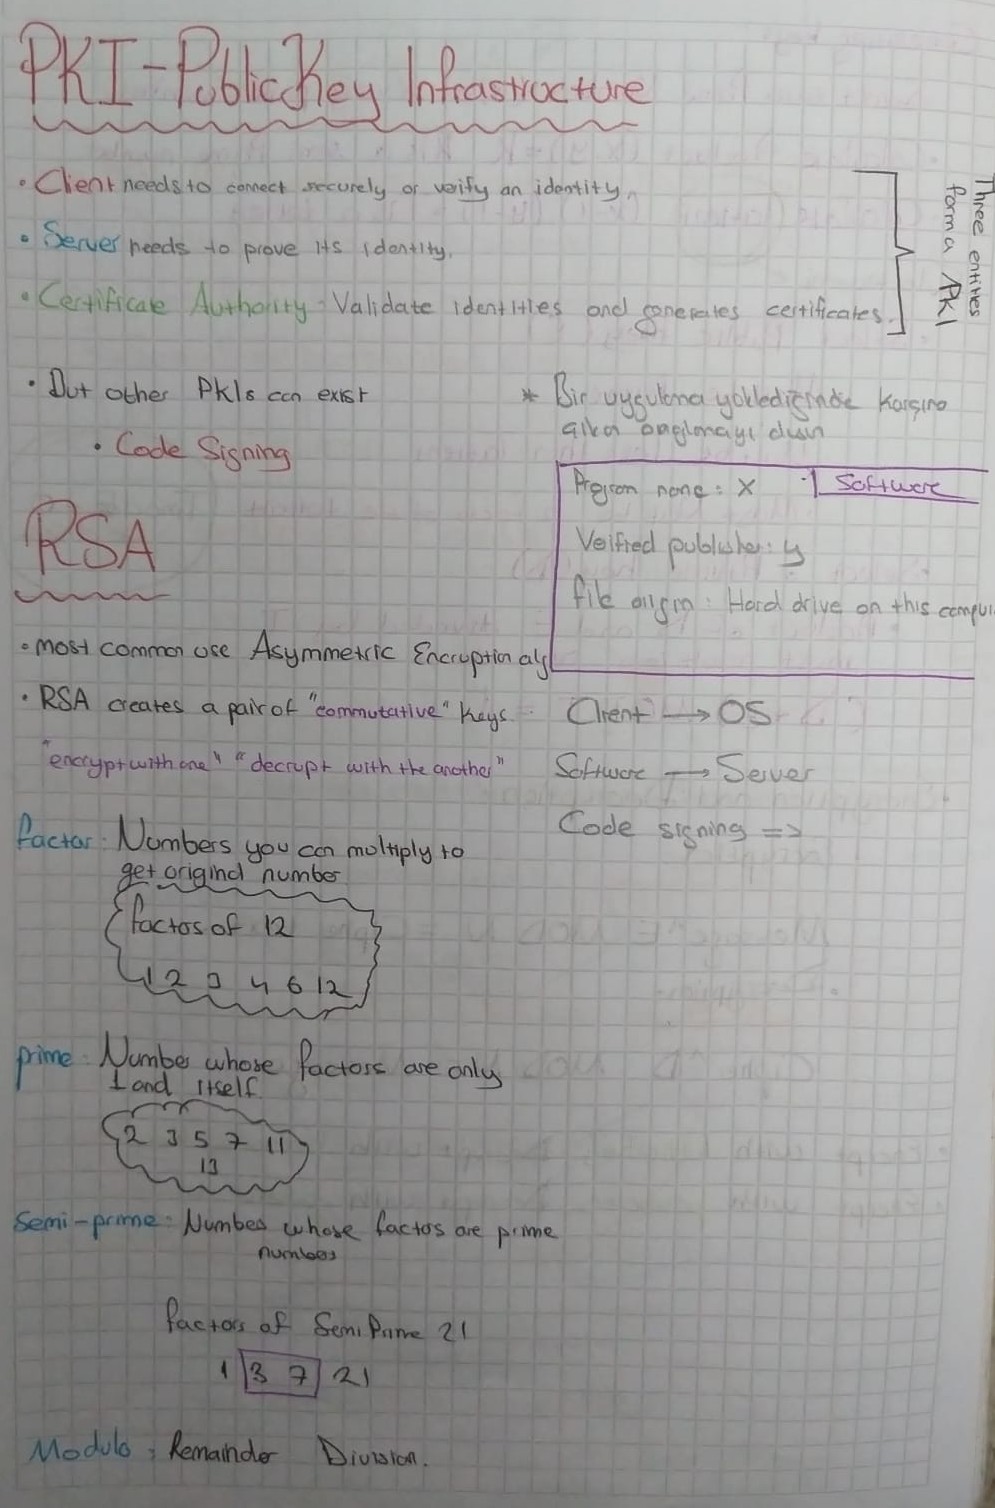 PKI-Public Key Infrastructure
• Client needs to connect securely or verify an identity.
• Server needs to prove its identity.
• Certificate Authority: Validate identities and generates certificates.
Three entities
form a PKI
• But other PKIs can exist
• Code Signing
* Bir uygulama yüklediğinde karşına
çıkan onaylamayı düşün
Program name: X
1 Software
Verified publisher: y
file origin: Hard drive on this compu
RSA
• most common use Asymmetric Encryption alg
• RSA creates a pair of "commutative" keys.
"encrypt with one" "decrupt with the another"
Client → OS
Software → Server
Code signing =>
factor: Numbers you can multiply to
get original number
factors of 12
1 2 3 4 6 12
prime: Number whose factors are only
1 and itself.
2 3 5 7 11
13
Semi-prime: Numbers whose factors are prime
numbers
factors of Semi Prime 21
1 3 7 21
Modulo: Remainder Division.